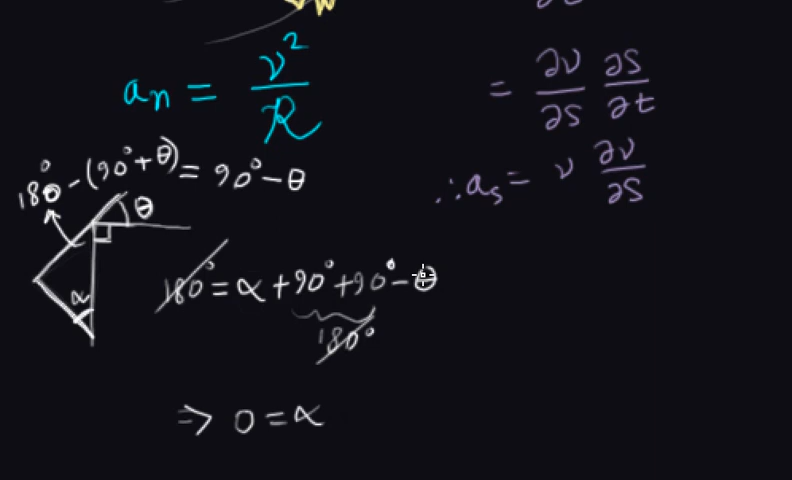 aₙ = v²/R
= ∂v/∂s ∂s/∂t
∴ aₛ = v ∂v/∂s
180° - (90° + θ) = 90° - θ
θ
α
180° = α + 90° + 90° - θ
180°
⇒ 0 = α